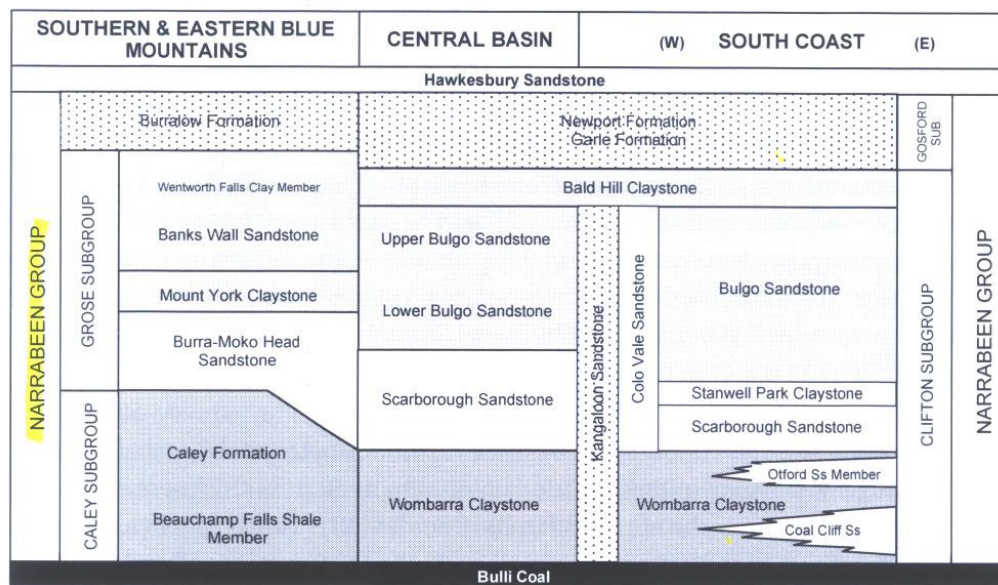 SOUTHERN & EASTERN BLUE
MOUNTAINS
CENTRAL BASIN
(W) SOUTH COAST (E)
Hawkesbury Sandstone
NARRABEEN GROUP
GROSE SUBGROUP
CALEY SUBGROUP
Burralow Formation
Wentworth Falls Clay Member
Banks Wall Sandstone
Mount York Claystone
Burra-Moko Head
Sandstone
Caley Formation
Beauchamp Falls Shale
Member
Newport Formation
Garie Formation
Bald Hill Claystone
Upper Bulgo Sandstone
Lower Bulgo Sandstone
Scarborough Sandstone
Wombarra Claystone
Kangaloon Sandstone
Colo Vale Sandstone
Bulgo Sandstone
Stanwell Park Claystone
Scarborough Sandstone
Otford Ss Member
Wombarra Claystone
Coal Cliff Ss
GOSFORD
SUB.
CLIFTON SUBGROUP
NARRABEEN GROUP
Bulli Coal